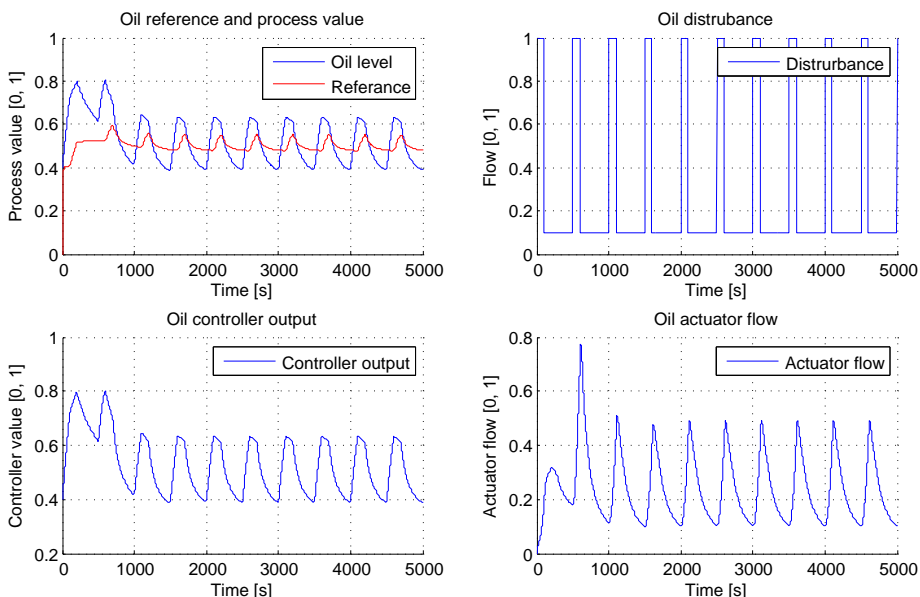 Oil reference and process value
Process value [0, 1]
1
0.8
0.6
0.4
0.2
0
Oil level
Referance
0 1000 2000 3000 4000 5000
Time [s]
Oil distrurbance
Flow [0, 1]
1
0.8
0.6
0.4
0.2
0
Distrurbance
0 1000 2000 3000 4000 5000
Time [s]
Oil controller output
Controller value [0, 1]
1
0.8
0.6
0.4
0.2
Controller output
0 1000 2000 3000 4000 5000
Time [s]
Oil actuator flow
Actuator flow [0, 1]
0.8
0.6
0.4
0.2
0
Actuator flow
0 1000 2000 3000 4000 5000
Time [s]